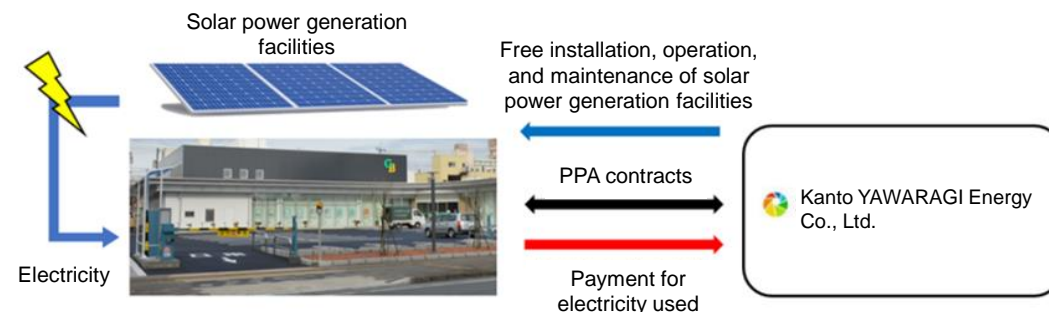 Solar power generation
facilities
Free installation, operation,
and maintenance of solar
power generation facilities
PPA contracts
Kanto YAWARAGI Energy
Co., Ltd.
Electricity
Payment for
electricity used